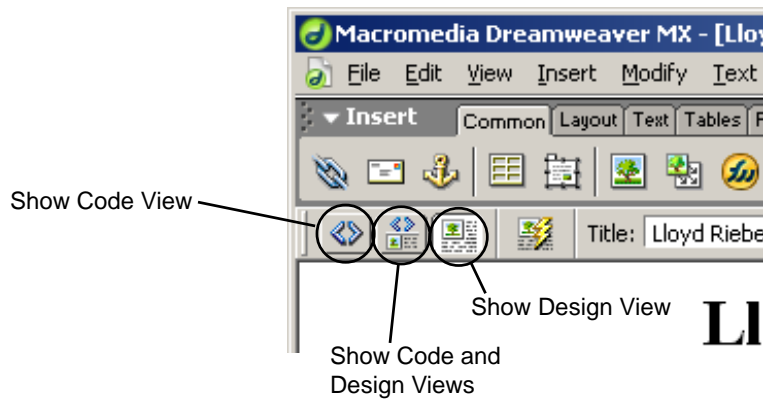 Macromedia Dreamweaver MX - [Lloy
File Edit View Insert Modify Text
Insert Common Layout Text Tables F
Show Code View
Title: Lloyd Riebe
Show Design View
Ll
Show Code and
Design Views